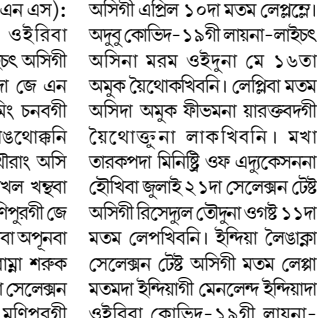 এন এস): 
ওইরিবা
ইচৎ অসিগী
দা জে এন
মিং চনবগী
ঙথোক্কনি
থৌরাং অসি
খল খন্থবা
ণিপুরগী জে
বা অপূনবা
ম্না শরুক
া সেলেক্সন
মণিপুরগী
অসিগী এপ্রিল ১০দা মতম লেপ্লম্লে।
অদুবু কোভিদ-১৯গী লায়না-লাইচৎ
অসিনা মরম ওইদুনা মে ১৬তা
অমুক য়ৈথোকখিবনি। লেপ্লিবা মতম
অসিদা অমুক ফীভমনা য়ারক্তবদগী
য়ৈথোক্তুনা লাকখিবনি। মখা
তারকপদা মিনিষ্ট্রি ওফ এদ্যুকেসননা
হৌখিবা জুলাই ২১দা সেলেক্সন টেষ্ট
অসিগী রিসেদ্যুল তৌদুনা ওগষ্ট ১১দা
মতম লেপখিবনি। ইন্দিয়া লৈঙাক্না
সেলেক্সন টেষ্ট অসিগী মতম লেপ্পা
মতমদা ইন্দিয়াগী মেনলেন্দ ইন্দিয়াদা
ওইরিবা কোভিদ-১৯গী লায়না-